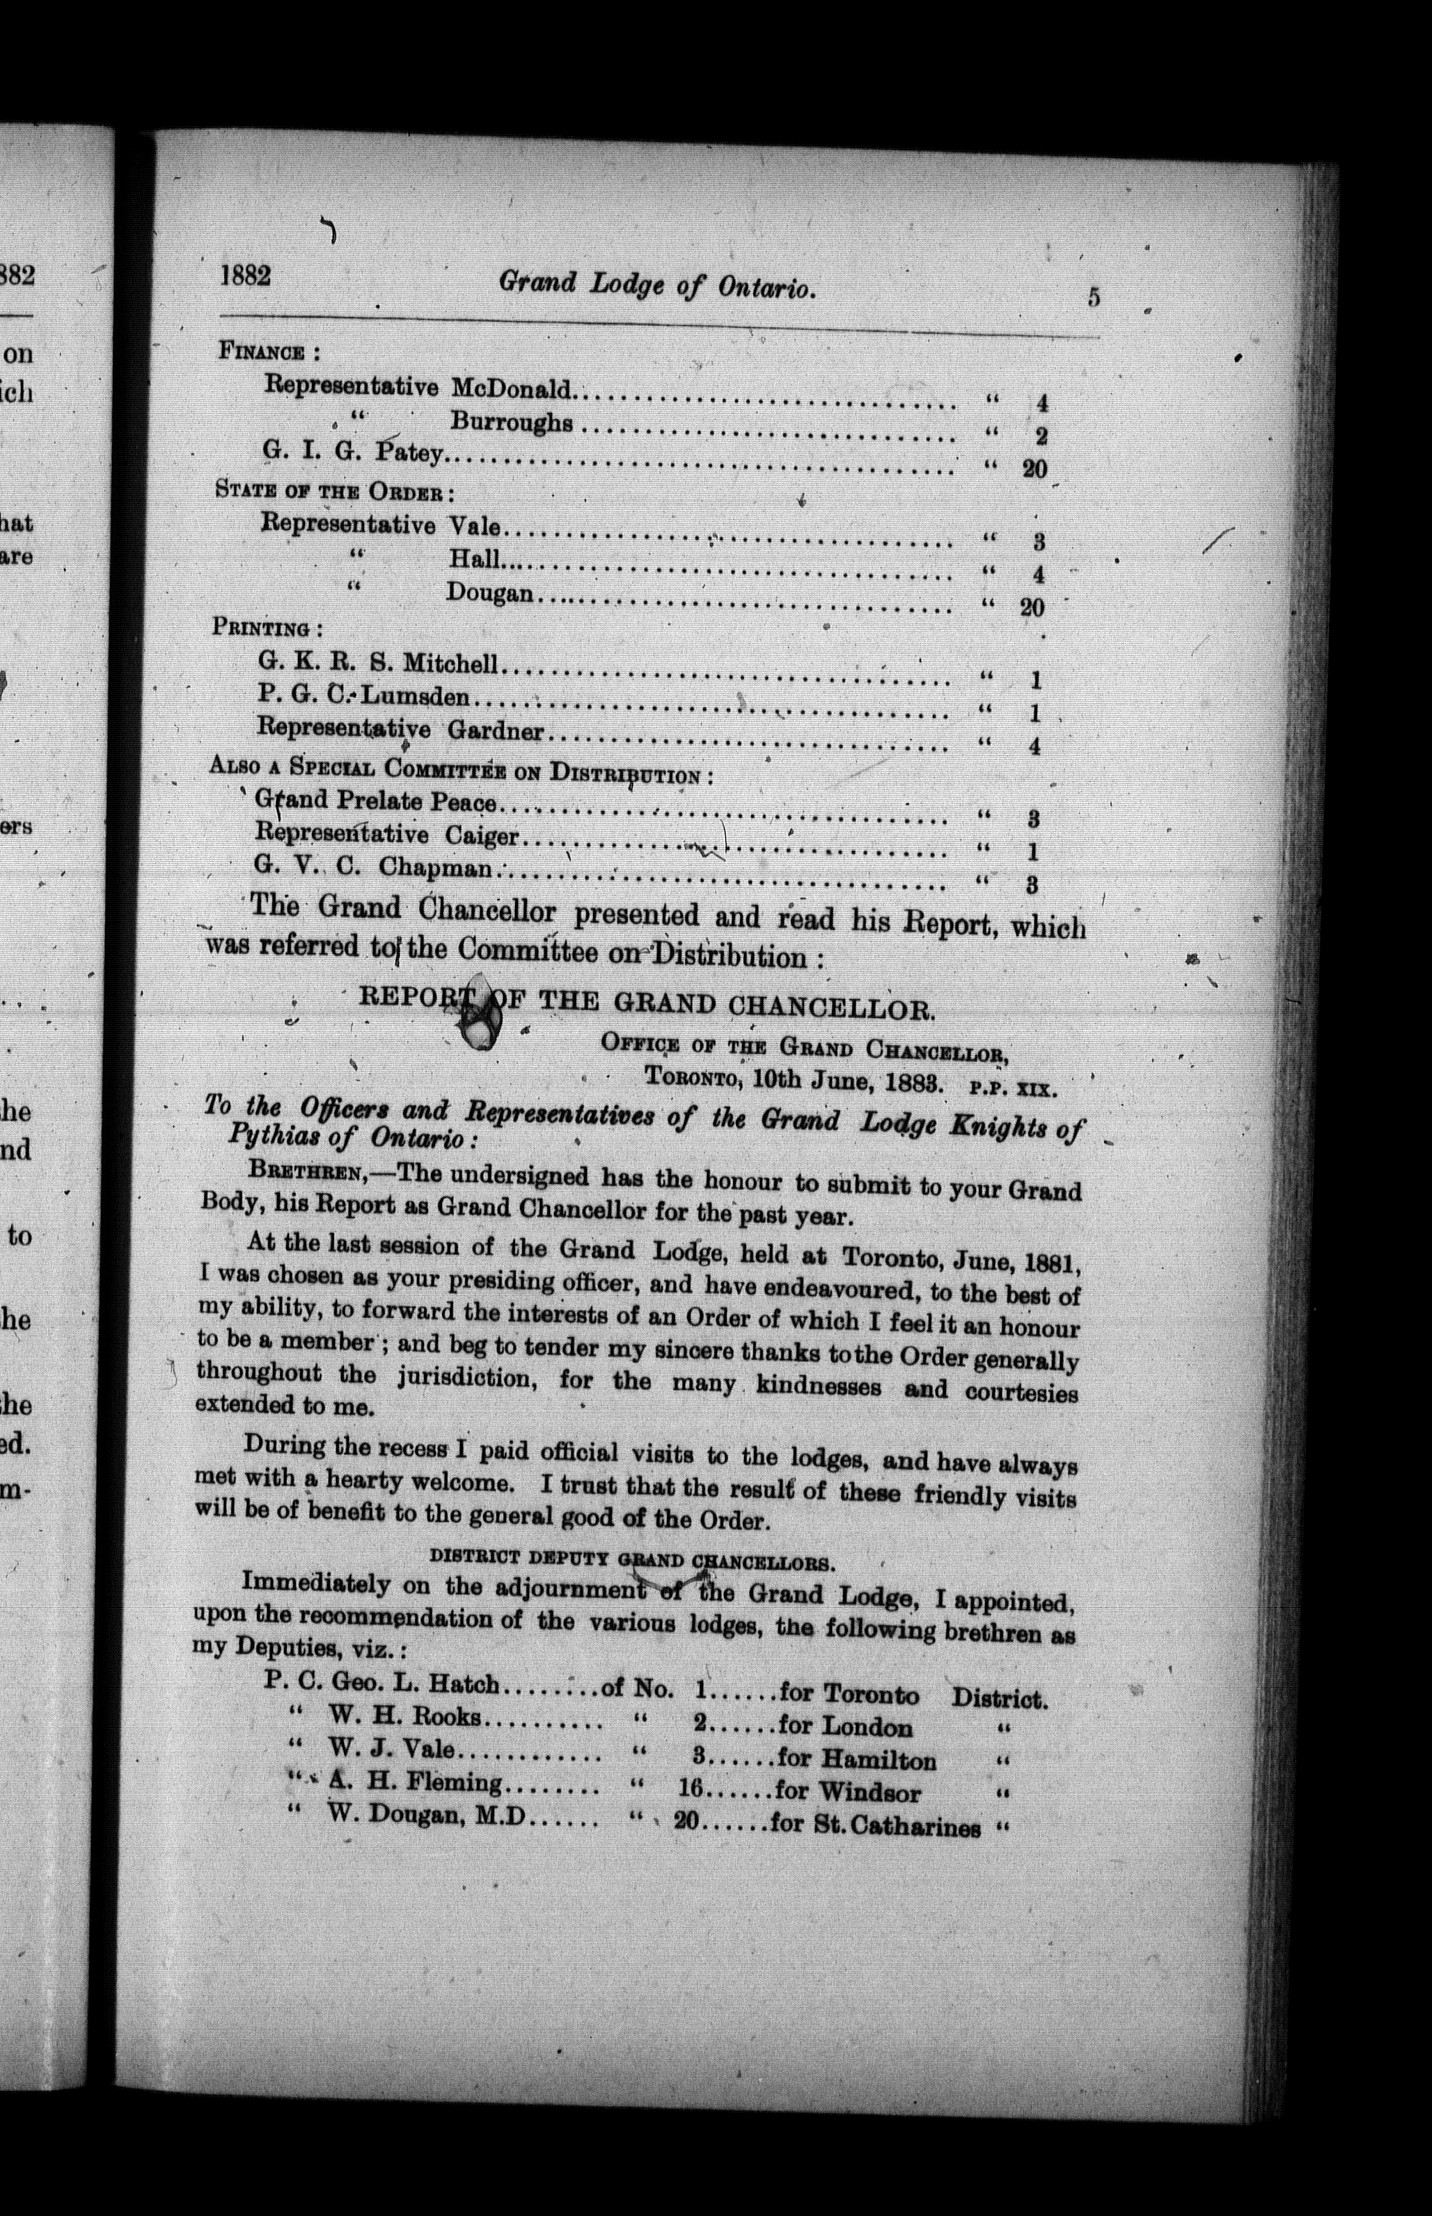 1882 Grand Lodge of Ontario. 5
FINANCE :
Representative McDonald................................ " 4
" Burroughs ................................ " 2
G. I. G. Patey.......................................... " 20
STATE OF THE ORDER :
Representative Vale...................................... " 3
" Hall...................................... " 4
" Dougan................................... " 20
PRINTING :
G. K. R. S. Mitchell...................................... " 1
P. G. C. Lumsden........................................ " 1
Representative Gardner.................................. " 4
ALSO A SPECIAL COMMITTEE ON DISTRIBUTION :
Grand Prelate Peace...................................... " 3
Representative Caiger.................................... " 1
G. V. C. Chapman...................................... " 3
The Grand Chancellor presented and read his Report, which
was referred to the Committee on Distribution :
REPORT OF THE GRAND CHANCELLOR.
OFFICE OF THE GRAND CHANCELLOR,
TORONTO, 10th June, 1883. P.P. XIX.
To the Officers and Representatives of the Grand Lodge Knights of
Pythias of Ontario :
BRETHREN,—The undersigned has the honour to submit to your Grand
Body, his Report as Grand Chancellor for the past year.
At the last session of the Grand Lodge, held at Toronto, June, 1881,
I was chosen as your presiding officer, and have endeavoured, to the best of
my ability, to forward the interests of an Order of which I feel it an honour
to be a member ; and beg to tender my sincere thanks to the Order generally
throughout the jurisdiction, for the many kindnesses and courtesies
extended to me.
During the recess I paid official visits to the lodges, and have always
met with a hearty welcome. I trust that the result of these friendly visits
will be of benefit to the general good of the Order.
DISTRICT DEPUTY GRAND CHANCELLORS.
Immediately on the adjournment of the Grand Lodge, I appointed,
upon the recommendation of the various lodges, the following brethren as
my Deputies, viz. :
P. C. Geo. L. Hatch........of No. 1......for Toronto District.
" W. H. Rooks.......... " 2......for London "
" W. J. Vale............ " 3......for Hamilton "
" A. H. Fleming........ " 16......for Windsor "
" W. Dougan, M.D...... " 20......for St. Catharines "
882
on
ich
hat
are
ers
he
nd
to
he
he
ed.
m-